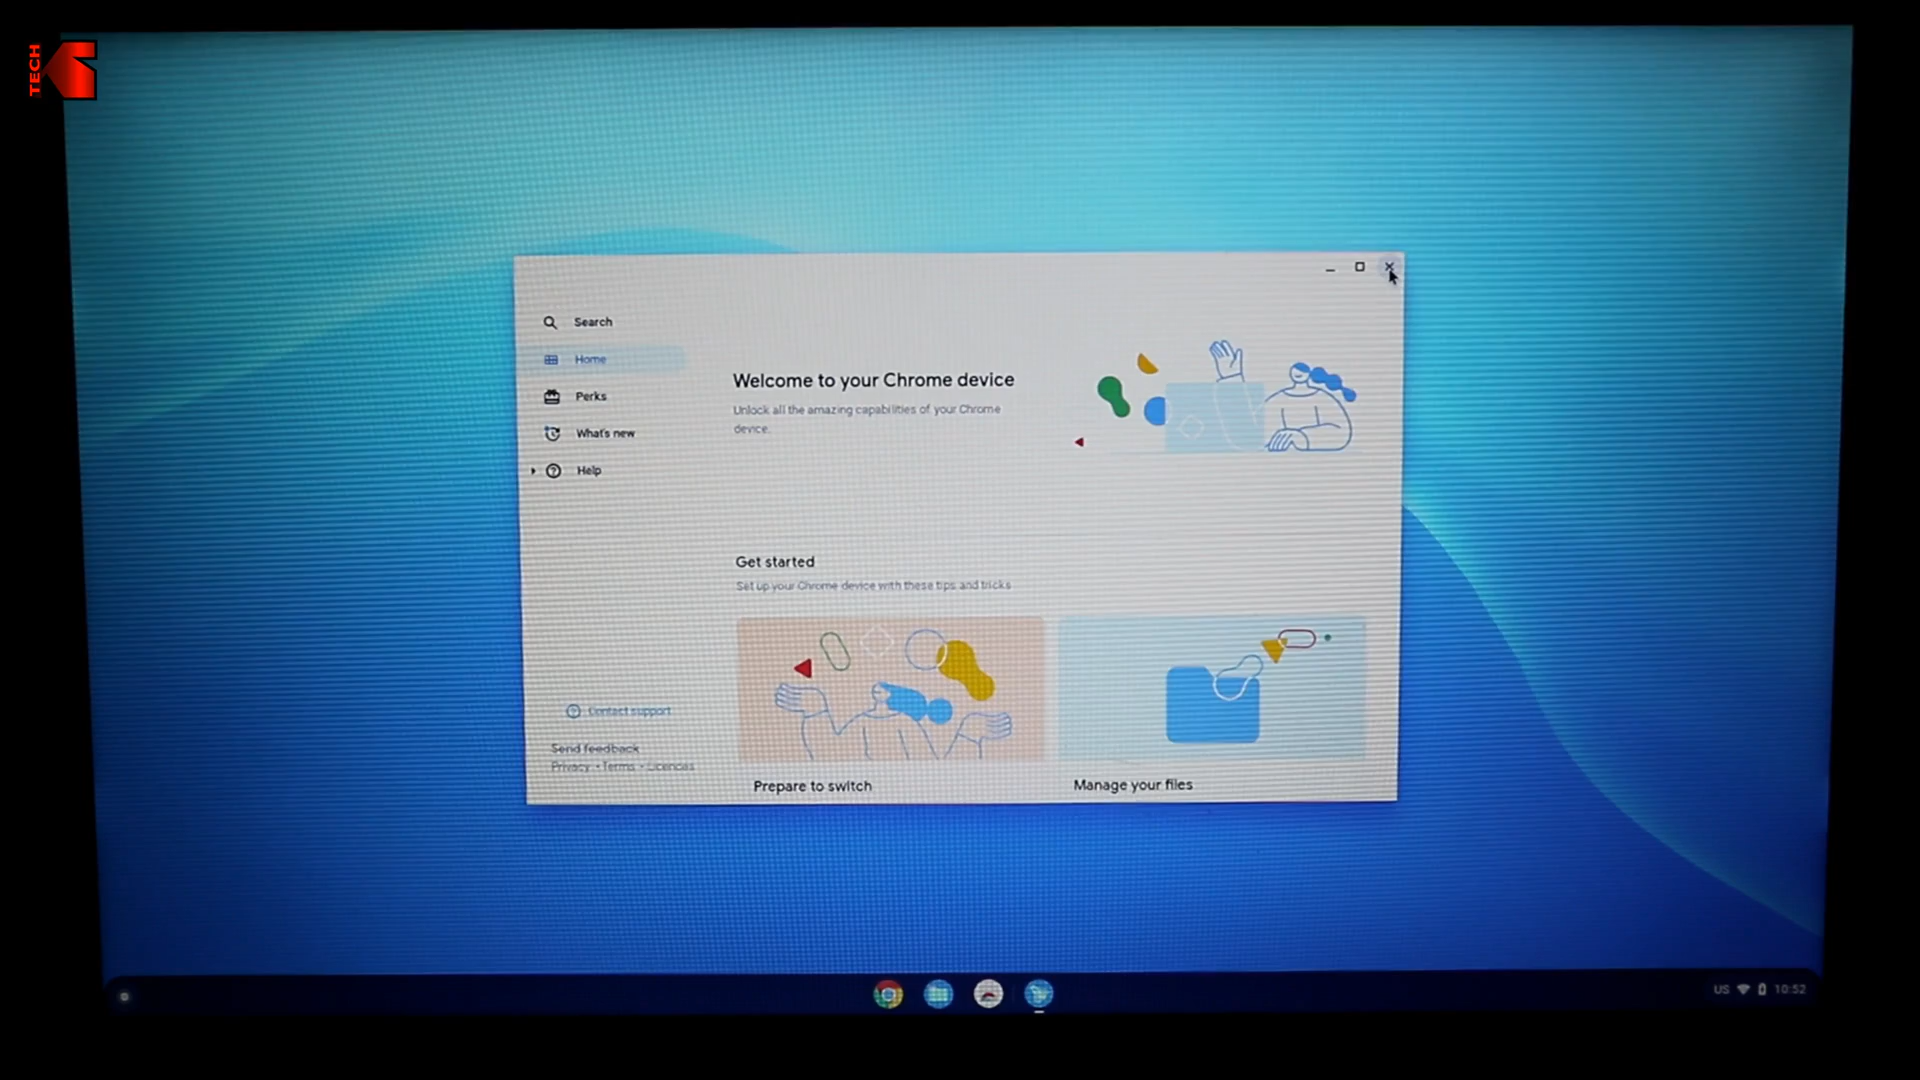 TECH
Search
Home
Perks
What's new
Help
Welcome to your Chrome device
Unlock all the amazing capabilities of your Chrome
device.
Get started
Set up your Chrome device with these tips and tricks
Contact support
Send feedback
Privacy • Terms • Licences
Prepare to switch
Manage your files
US 10:52